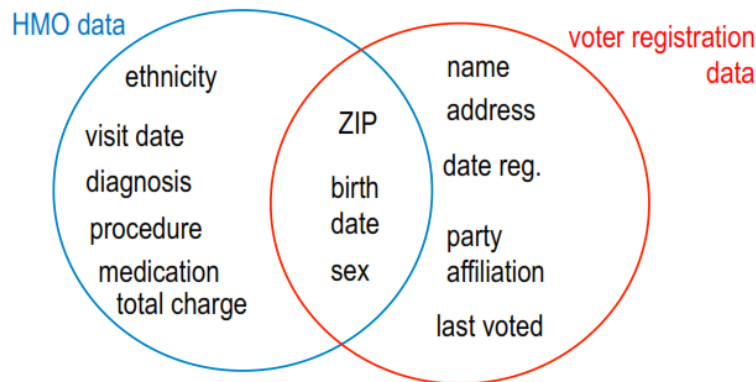 HMO data
voter registration
data
ethnicity
visit date
diagnosis
procedure
medication
total charge
ZIP
birth
date
sex
name
address
date reg.
party
affiliation
last voted